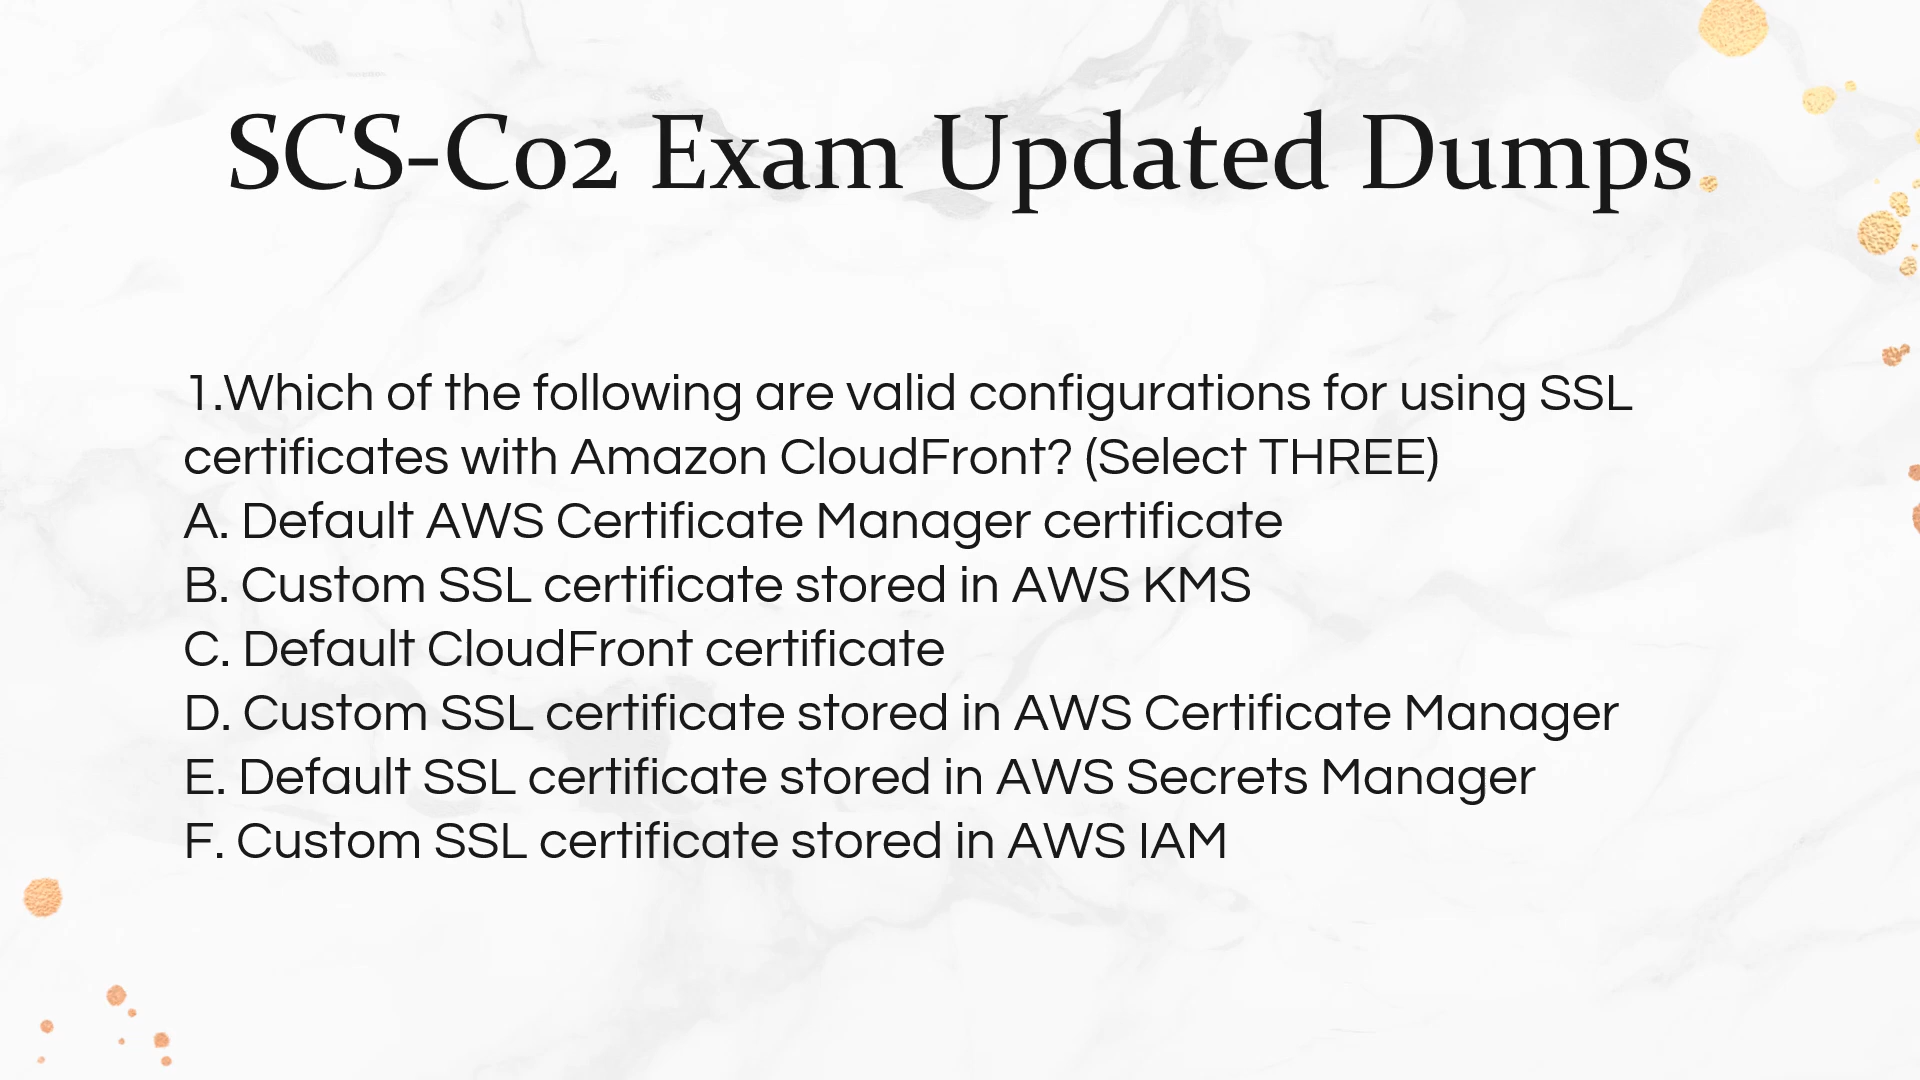 SCS-C02 Exam Updated Dumps
1.Which of the following are valid configurations for using SSL
certificates with Amazon CloudFront? (Select THREE)
A. Default AWS Certificate Manager certificate
B. Custom SSL certificate stored in AWS KMS
C. Default CloudFront certificate
D. Custom SSL certificate stored in AWS Certificate Manager
E. Default SSL certificate stored in AWS Secrets Manager
F. Custom SSL certificate stored in AWS IAM